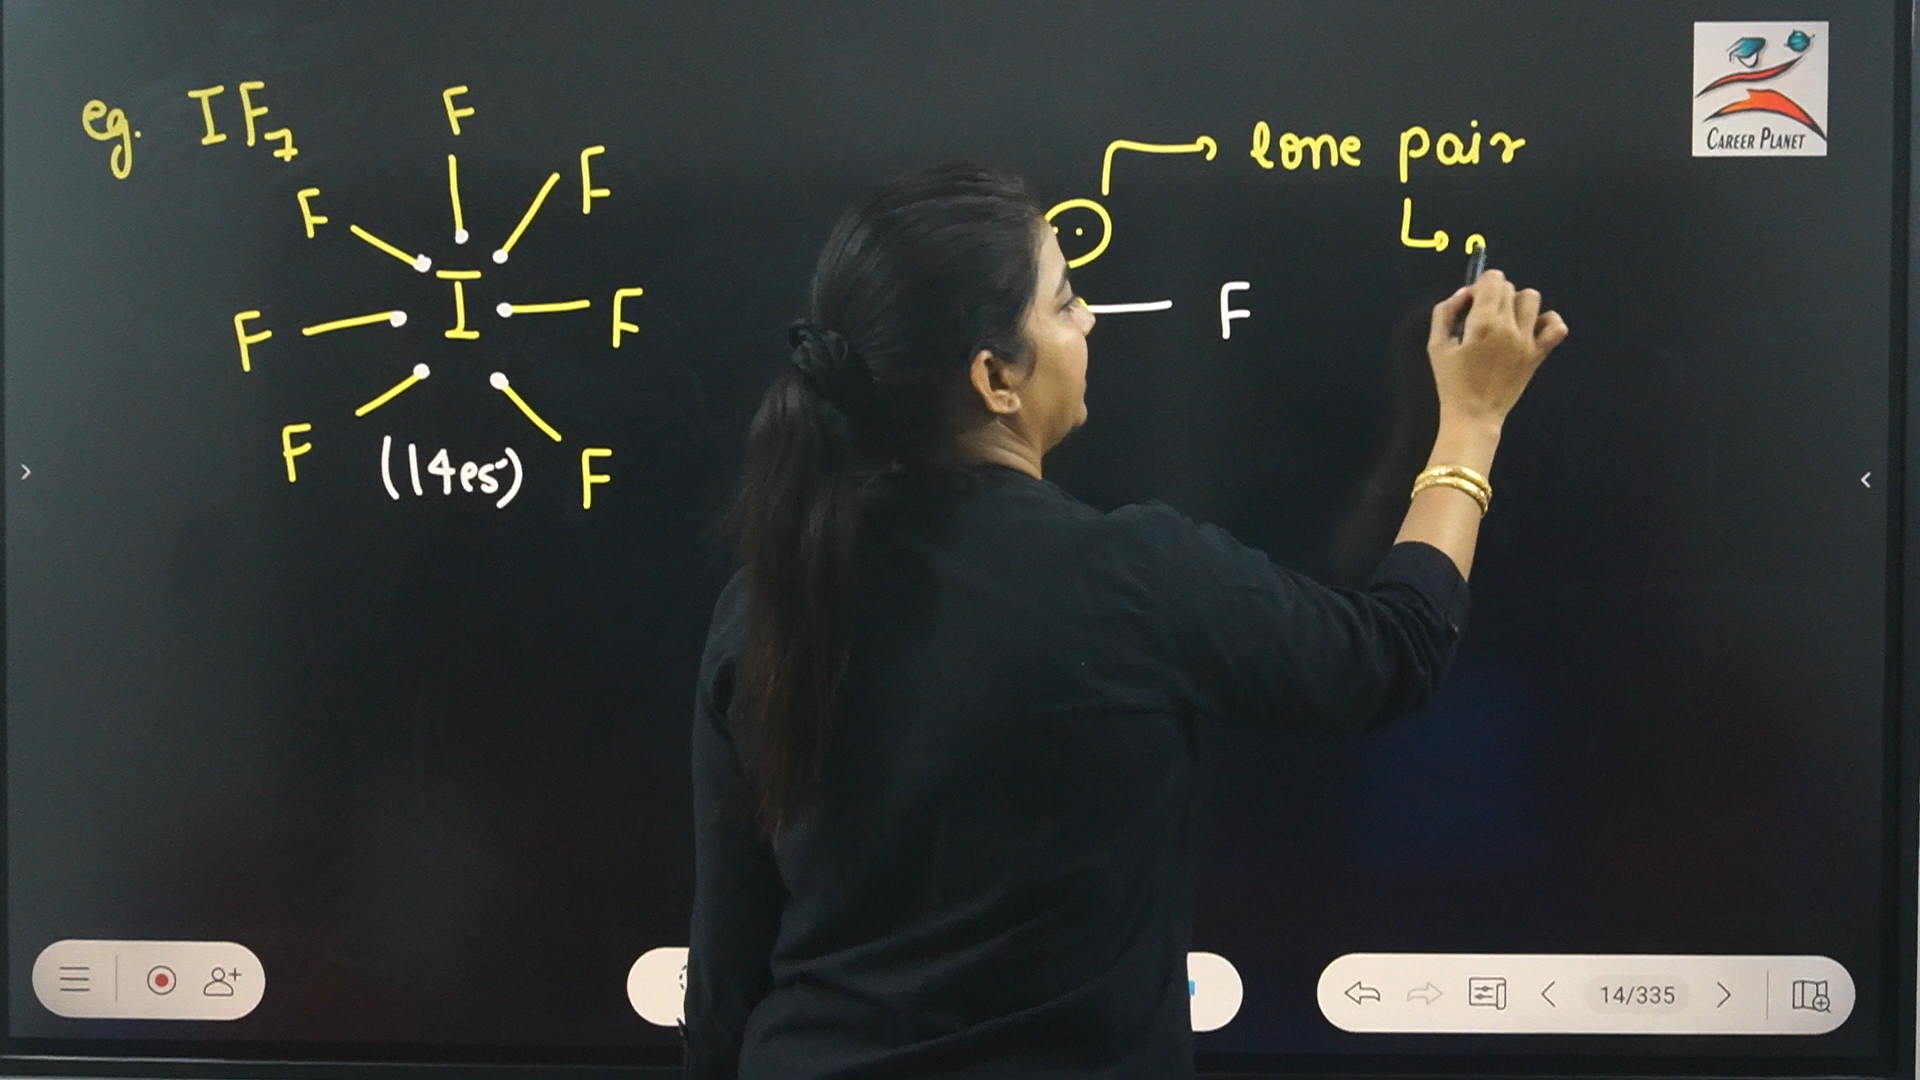 eg. IF₇
F
F
F
F
I
F
F
F
(14es⁻)
lone pair
F
CAREER PLANET
14/335